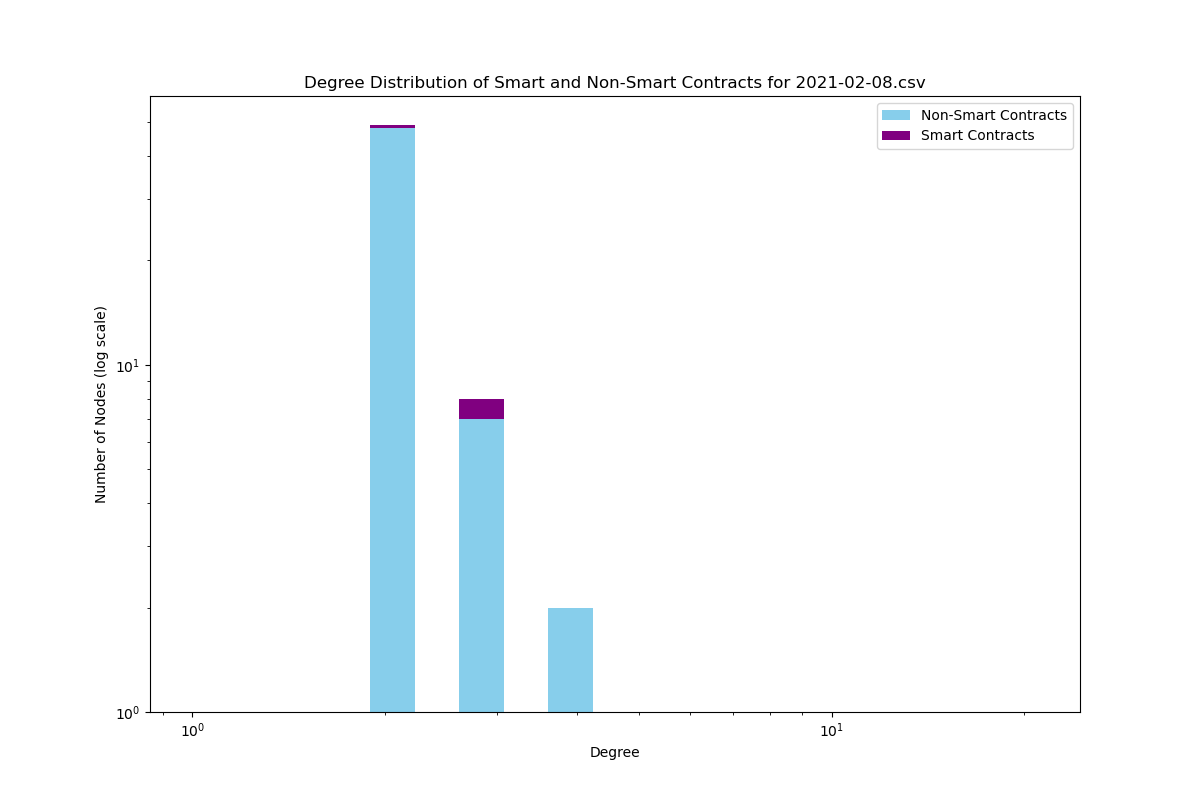 Degree Distribution of Smart and Non-Smart Contracts for 2021-02-08.csv
Non-Smart Contracts
Smart Contracts
Number of Nodes (log scale)
10¹
10⁰
10⁰
10¹
Degree